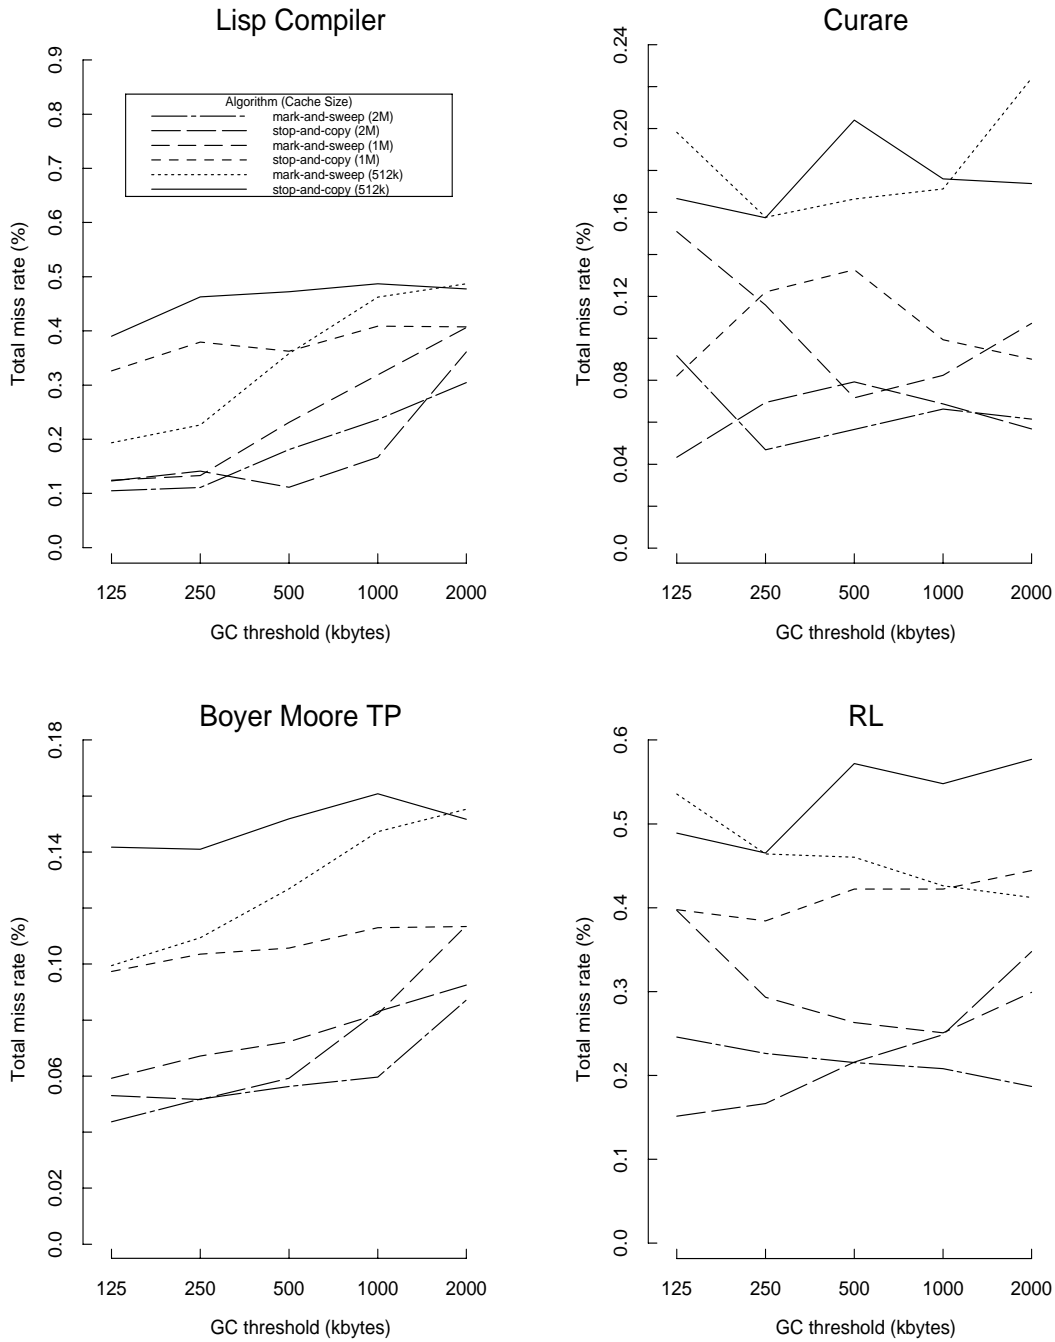 Lisp Compiler
Total miss rate (%)
0.0 0.1 0.2 0.3 0.4 0.5 0.6 0.7 0.8 0.9
Algorithm (Cache Size)
mark-and-sweep (2M)
stop-and-copy (2M)
mark-and-sweep (1M)
stop-and-copy (1M)
mark-and-sweep (512k)
stop-and-copy (512k)
125 250 500 1000 2000
GC threshold (kbytes)
Curare
Total miss rate (%)
0.0 0.04 0.08 0.12 0.16 0.20 0.24
125 250 500 1000 2000
GC threshold (kbytes)
Boyer Moore TP
Total miss rate (%)
0.0 0.02 0.06 0.10 0.14 0.18
125 250 500 1000 2000
GC threshold (kbytes)
RL
Total miss rate (%)
0.0 0.1 0.2 0.3 0.4 0.5 0.6
125 250 500 1000 2000
GC threshold (kbytes)